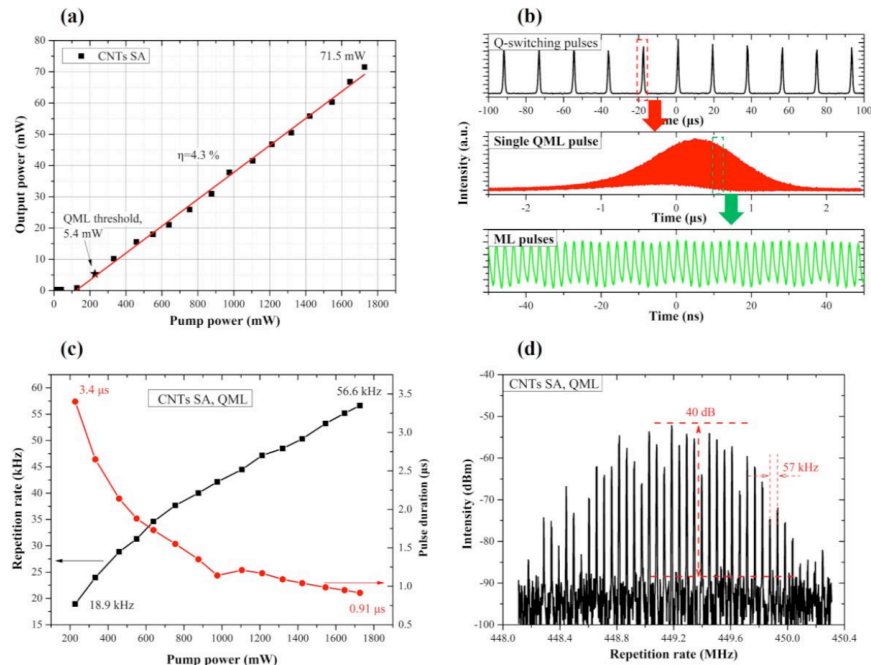 (a)
80
70
60
50
40
30
20
10
0
Output power (mW)
CNTs SA
71.5 mW
η=4.3 %
QML threshold,
5.4 mW
0 200 400 600 800 1000 1200 1400 1600 1800
Pump power (mW)
(b)
Q-switching pulses
-100 -80 -60 -40 -20 0 20 40 60 80 100
Time (μs)
Intensity (a.u.)
Single QML pulse
-2 -1 0 1 2
Time (μs)
ML pulses
-40 -20 0 20 40
Time (ns)
(c)
60
55
50
45
40
35
30
25
20
15
Repetition rate (kHz)
3.4 μs
CNTs SA, QML
56.6 kHz
18.9 kHz
0.91 μs
3.5
3.0
2.5
2.0
1.5
1.0
0.5
Pulse duration (μs)
200 400 600 800 1000 1200 1400 1600 1800
Pump power (mW)
(d)
-40
-50
-60
-70
-80
-90
-100
Intensity (dBm)
CNTs SA, QML
40 dB
57 kHz
448.0 448.4 448.8 449.2 449.6 450.0 450.4
Repetition rate (MHz)